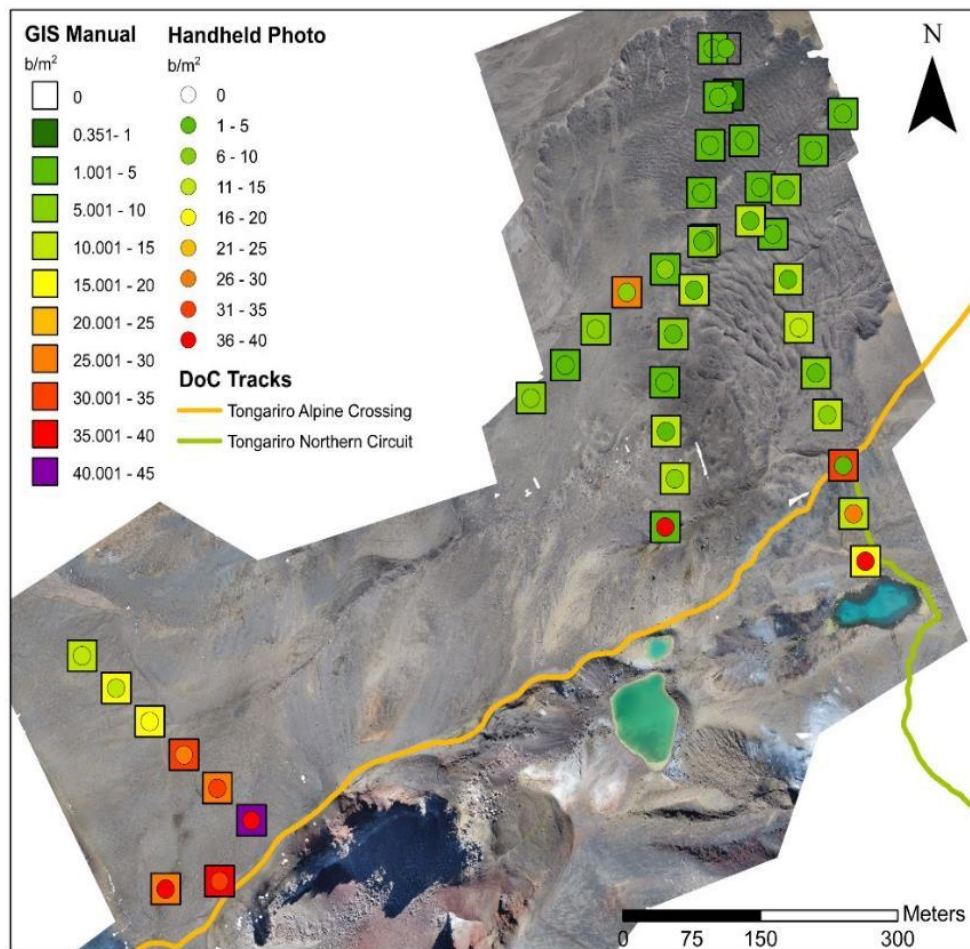 GIS Manual
b/m²
0
0.351- 1
1.001 - 5
5.001 - 10
10.001 - 15
15.001 - 20
20.001 - 25
25.001 - 30
30.001 - 35
35.001 - 40
40.001 - 45
Handheld Photo
b/m²
0
1 - 5
6 - 10
11 - 15
16 - 20
21 - 25
26 - 30
31 - 35
36 - 40
DoC Tracks
Tongariro Alpine Crossing
Tongariro Northern Circuit
N
Meters
0 75 150 300